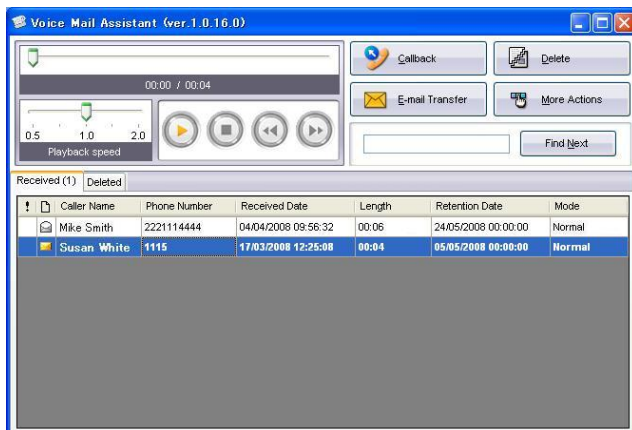 Voice Mail Assistant (ver.1.0.16.0)
00:00 / 00:04
0.5 1.0 2.0
Playback speed
Callback
Delete
E-mail Transfer
More Actions
Find Next
Received (1) Deleted
! Caller Name Phone Number Received Date Length Retention Date Mode
Mike Smith 2221114444 04/04/2008 09:56:32 00:06 24/05/2008 00:00:00 Normal
Susan White 1115 17/03/2008 12:25:08 00:04 05/05/2008 00:00:00 Normal